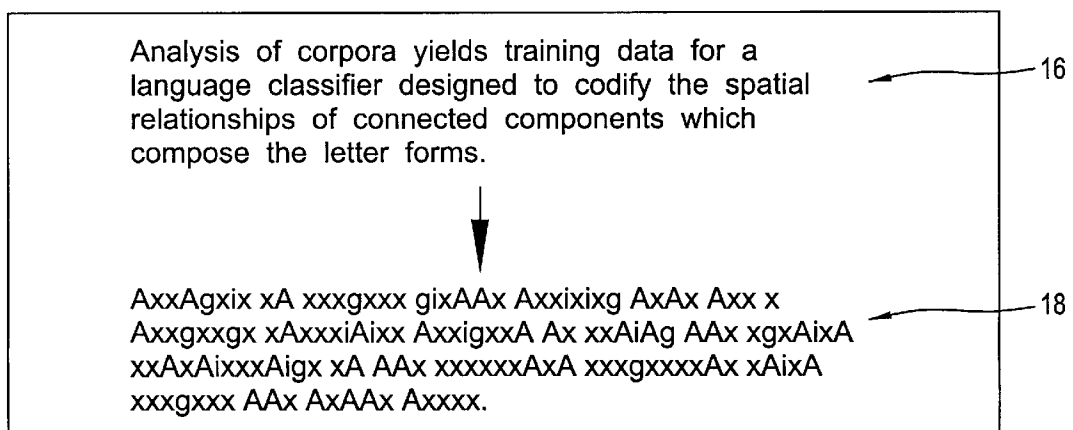 Analysis of corpora yields training data for a
language classifier designed to codify the spatial
relationships of connected components which
compose the letter forms.
16
AxxAgxix xA xxxgxxx gixAAx Axxixixg AxAx Axx x
Axxgxxgx xAxxxiAixx AxxigxxA Ax xxAiAg AAx xgxAixA
xxAxAixxxAigx xA AAx xxxxxxAxA xxxgxxxxAx xAixA
xxxgxxx AAx AxAAx Axxxx.
18